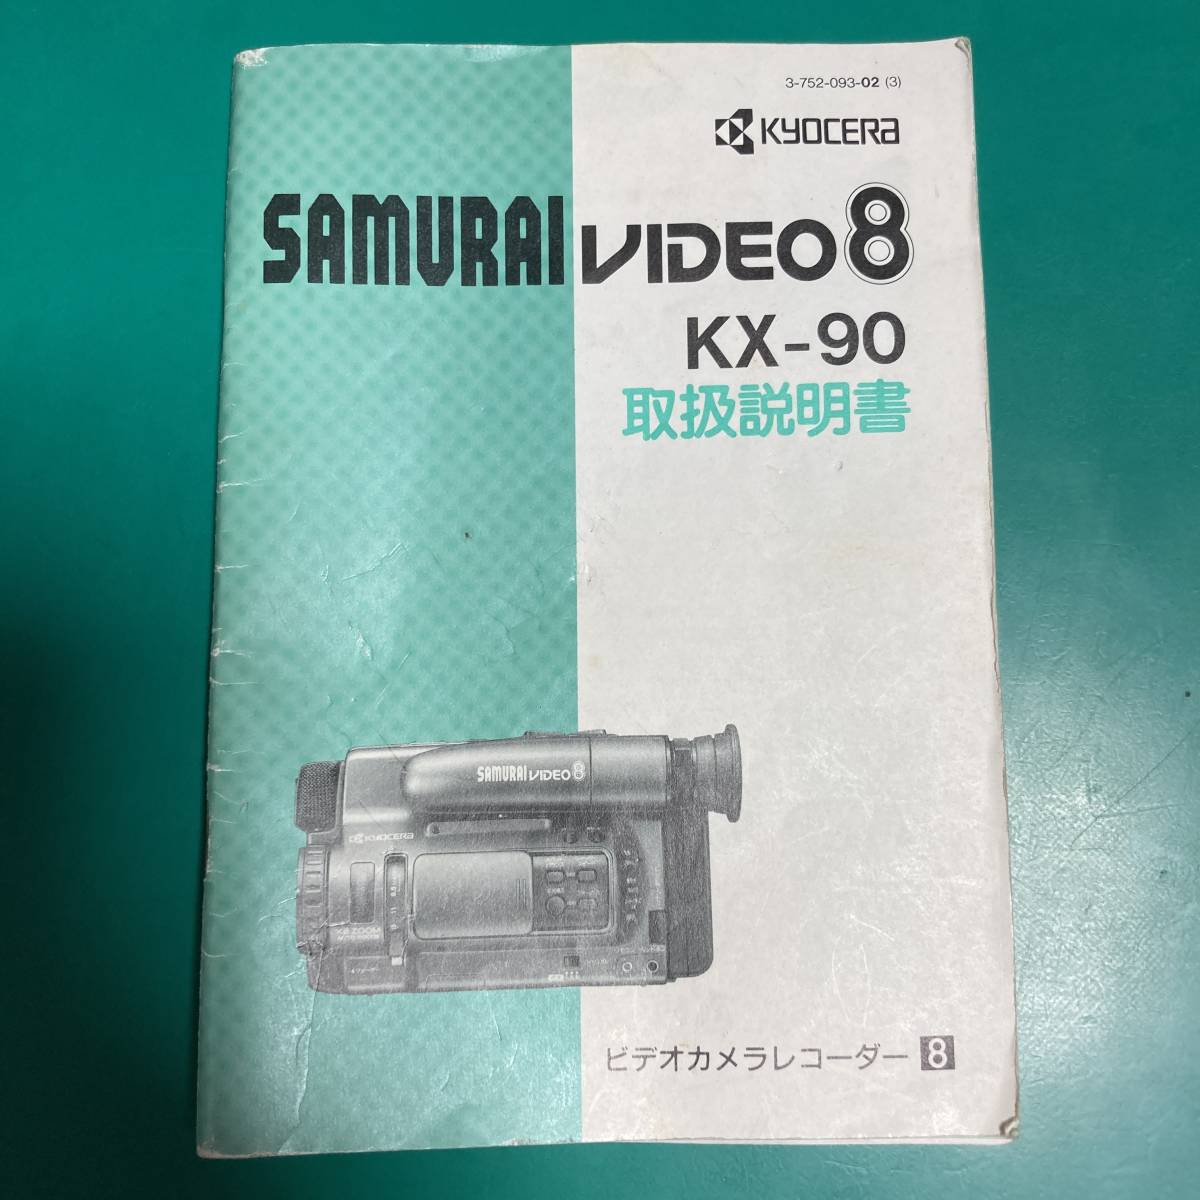 3-752-093-02 (3)
KYOCERA
SAMURAI VIDEO 8
KX-90
取扱説明書
SAMURAI VIDEO 8
KYOCERA
ビデオカメラレコーダー 8